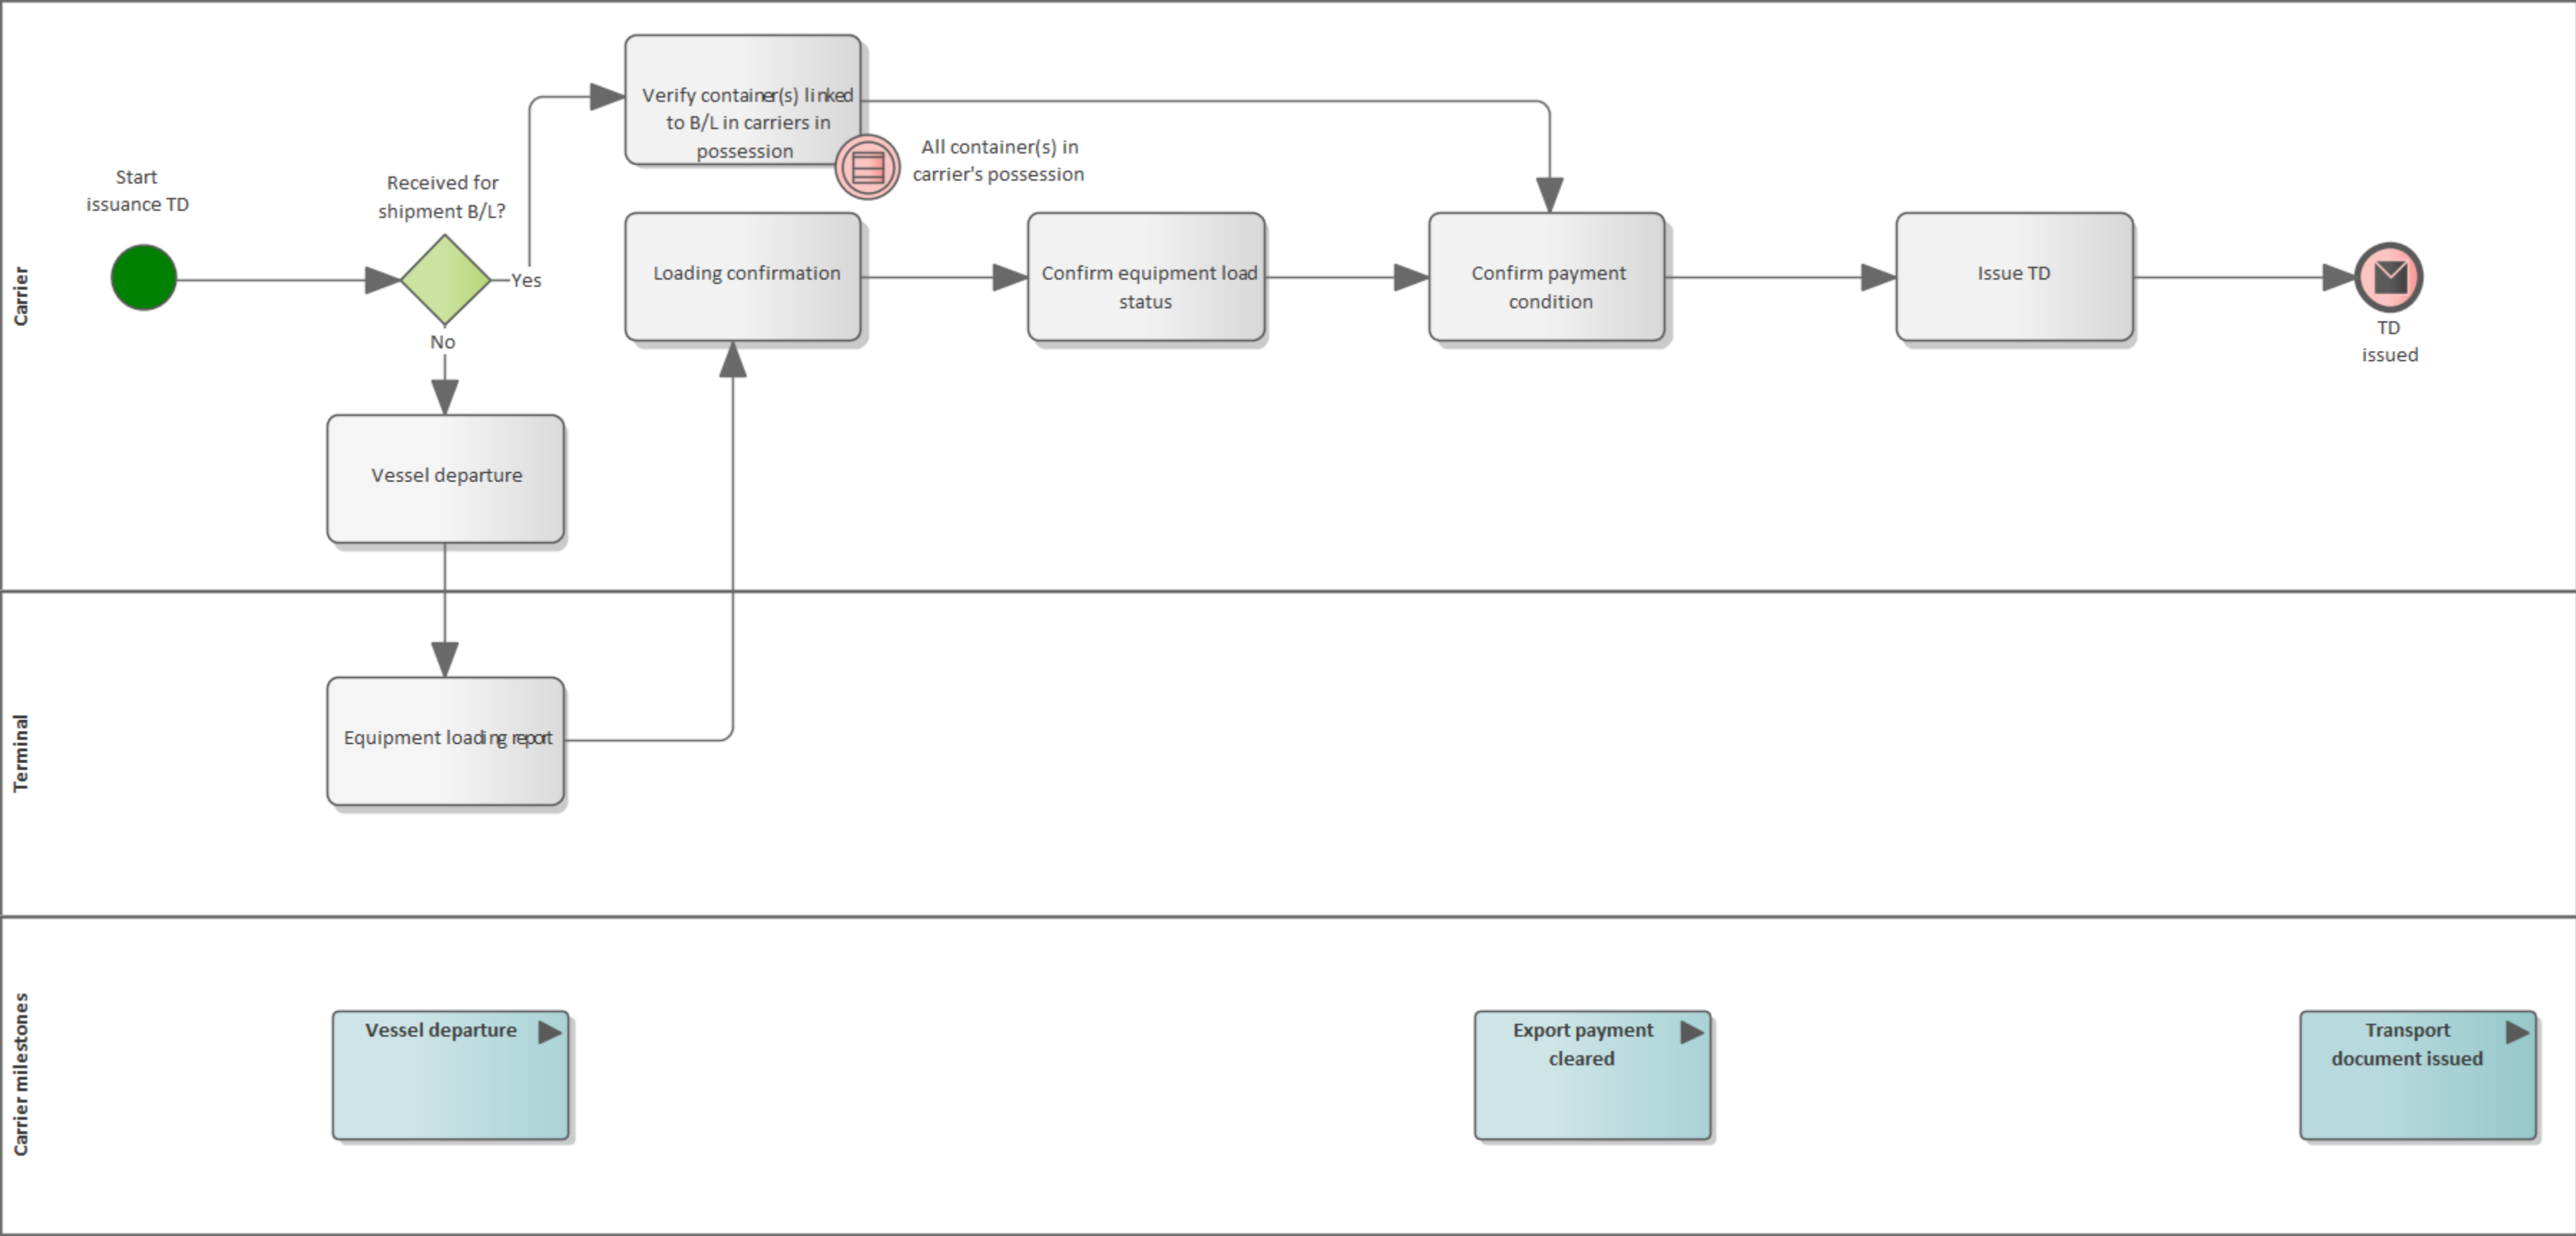 Carrier
Start
issuance TD
Received for
shipment B/L?
Yes
No
Verify container(s) linked
to B/L in carriers in
possession
All container(s) in
carrier's possession
Loading confirmation
Confirm equipment load
status
Confirm payment
condition
Issue TD
TD
issued
Vessel departure
Terminal
Equipment loading report
Carrier milestones
Vessel departure
Export payment
cleared
Transport
document issued